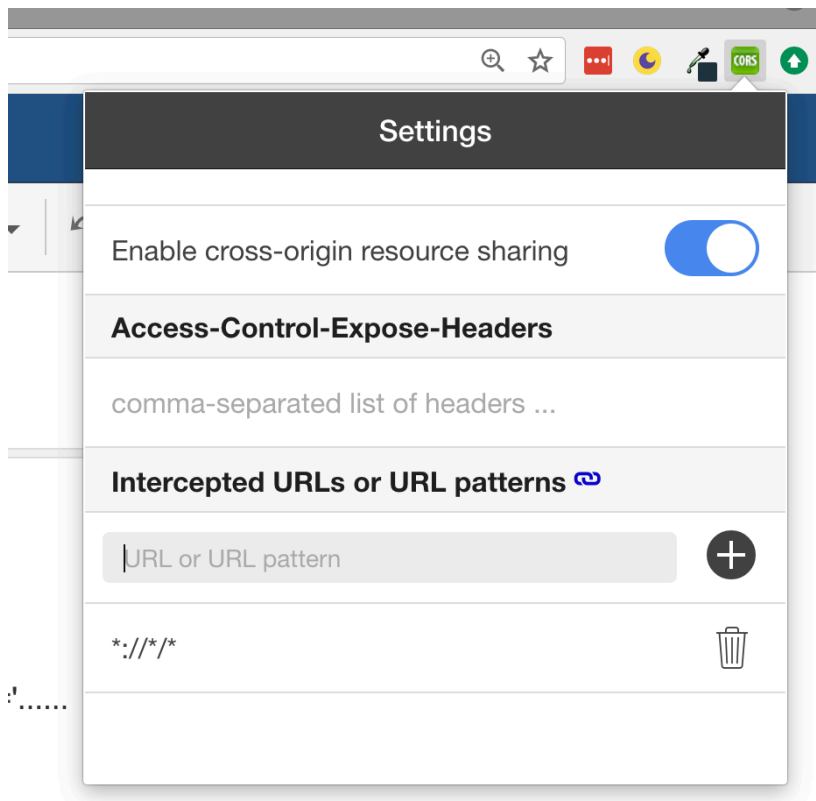 CORS
Settings
Enable cross-origin resource sharing
Access-Control-Expose-Headers
comma-separated list of headers ...
Intercepted URLs or URL patterns
URL or URL pattern
*://*/*
'......